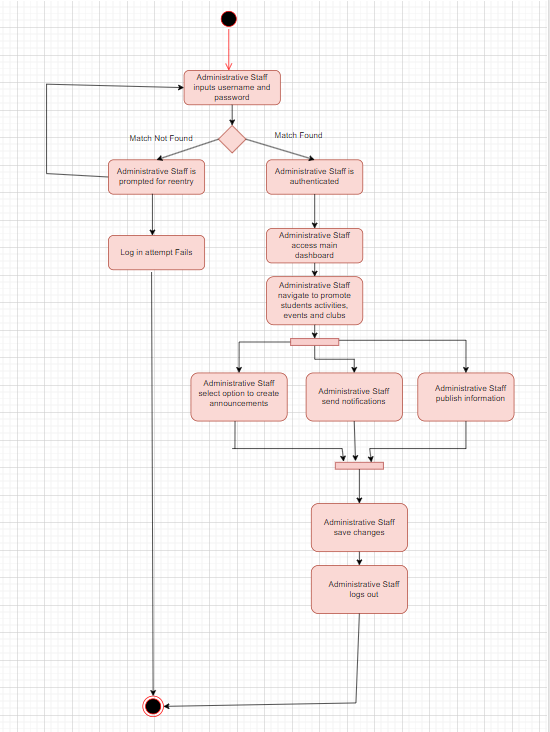 Administrative Staff
inputs username and
password
Match Not Found
Match Found
Administrative Staff is
prompted for reentry
Administrative Staff is
authenticated
Log in attempt Fails
Administrative Staff
access main
dashboard
Administrative Staff
navigate to promote
students activities,
events and clubs
Administrative Staff
select option to create
announcements
Administrative Staff
send notifications
Administrative Staff
publish information
Administrative Staff
save changes
Administrative Staff
logs out